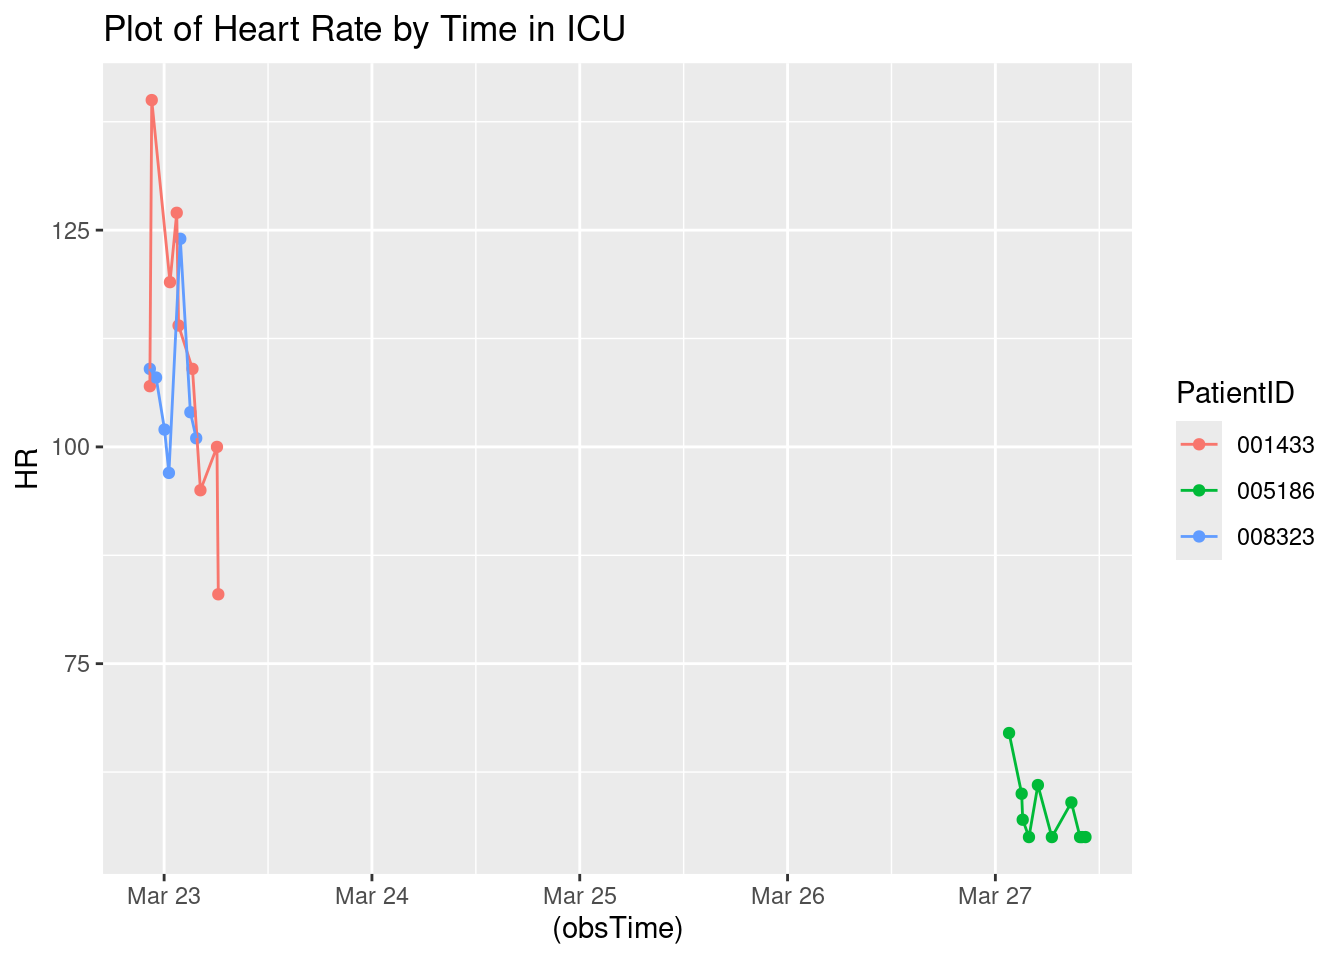 Plot of Heart Rate by Time in ICU
125
100
75
HR
Mar 23
Mar 24
Mar 25
Mar 26
Mar 27
(obsTime)
PatientID
001433
005186
008323